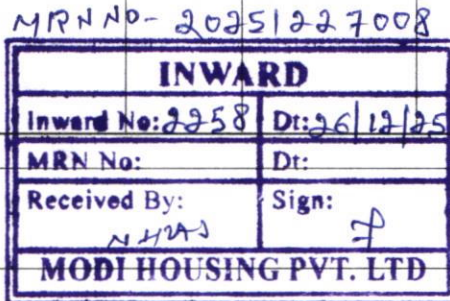 MRN NO- 20251227008
INWARD
Inward No: 2258 Dt: 26/12/25
MRN No: Dt:
Received By: Sign:
MODI HOUSING PVT. LTD